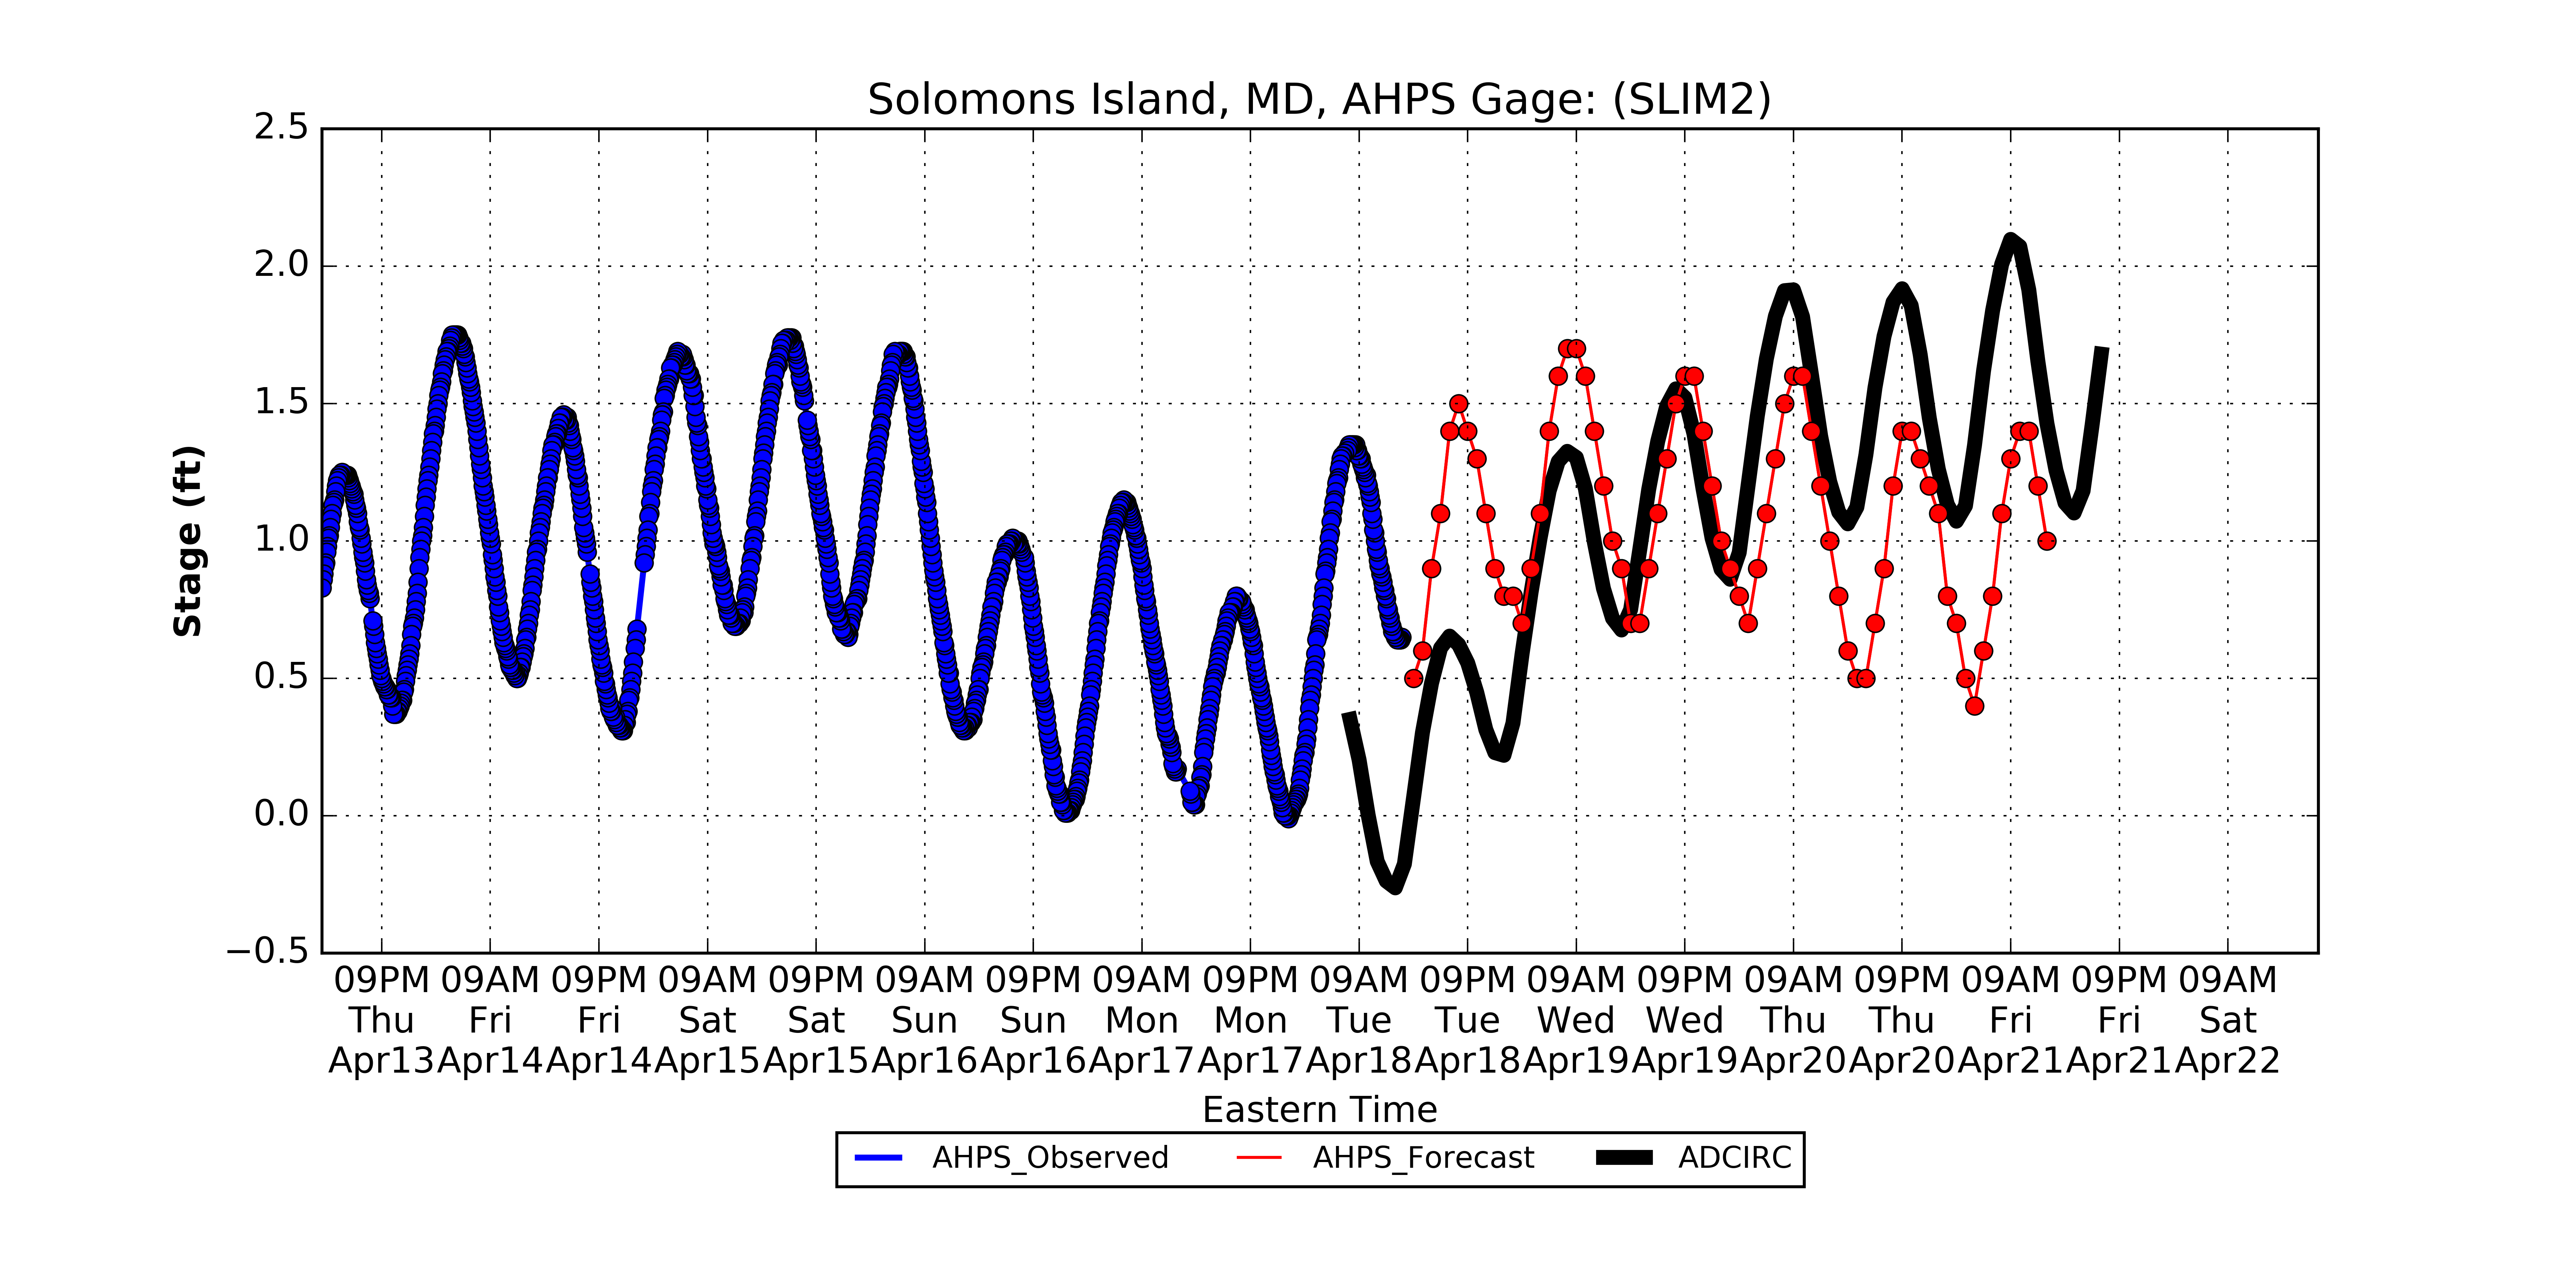 Solomons Island, MD, AHPS Gage: (SLIM2)
2.5
2.0
1.5
1.0
0.5
0.0
−0.5
Stage (ft)
09PM 09AM 09PM 09AM 09PM 09AM 09PM 09AM 09PM 09AM 09PM 09AM 09PM 09AM 09PM 09AM 09PM 09AM
Thu Fri Fri Sat Sat Sun Sun Mon Mon Tue Tue Wed Wed Thu Thu Fri Fri Sat
Apr13 Apr14 Apr14 Apr15 Apr15 Apr16 Apr16 Apr17 Apr17 Apr18 Apr18 Apr19 Apr19 Apr20 Apr20 Apr21 Apr21 Apr22
Eastern Time
AHPS_Observed AHPS_Forecast ADCIRC